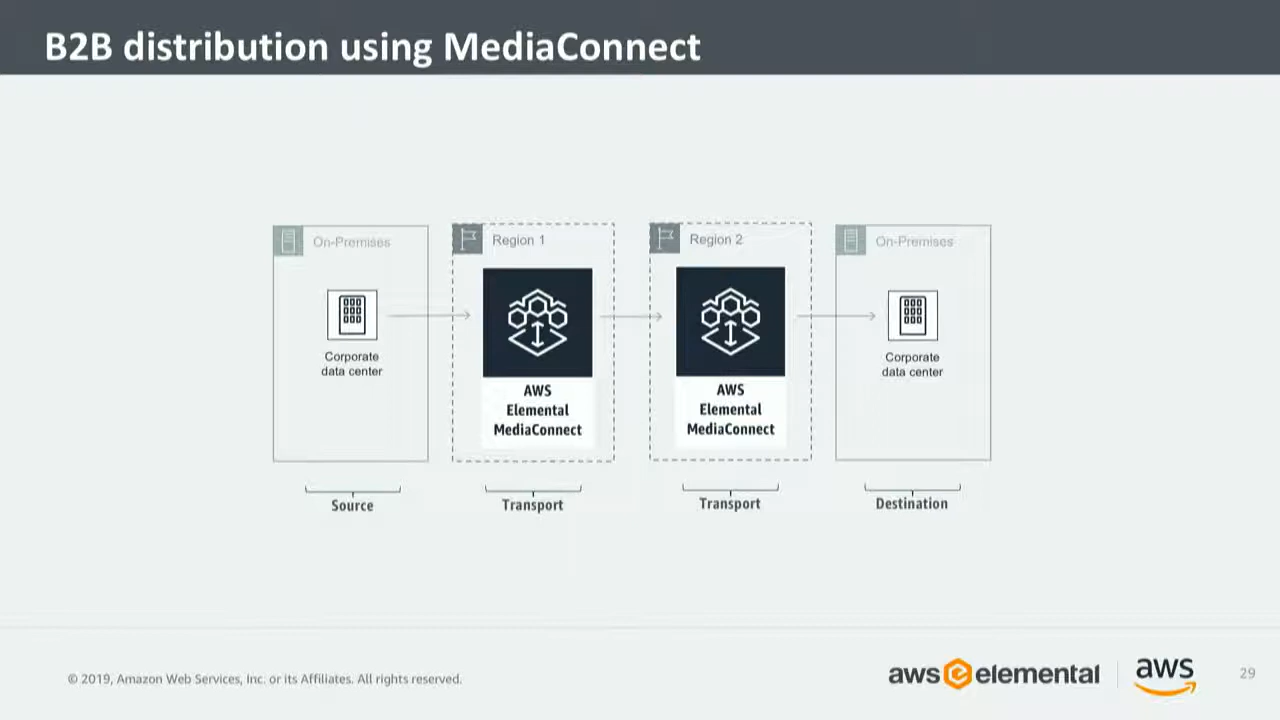 B2B distribution using MediaConnect
On-Premises
Corporate
data center
Source
Region 1
AWS
Elemental
MediaConnect
Transport
Region 2
AWS
Elemental
MediaConnect
Transport
On-Premises
Corporate
data center
Destination
© 2019, Amazon Web Services, Inc. or its Affiliates. All rights reserved.
aws elemental
aws
29